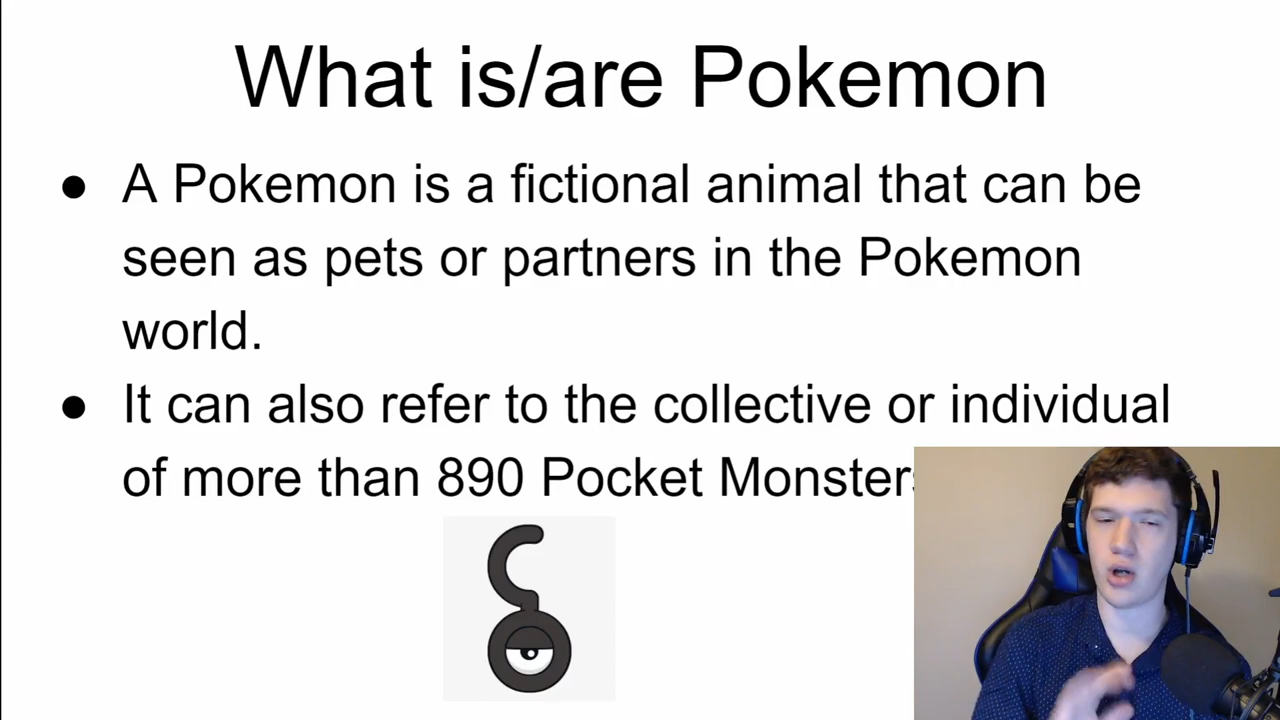 What is/are Pokemon
● A Pokemon is a fictional animal that can be
seen as pets or partners in the Pokemon
world.
● It can also refer to the collective or individual
of more than 890 Pocket Monsters